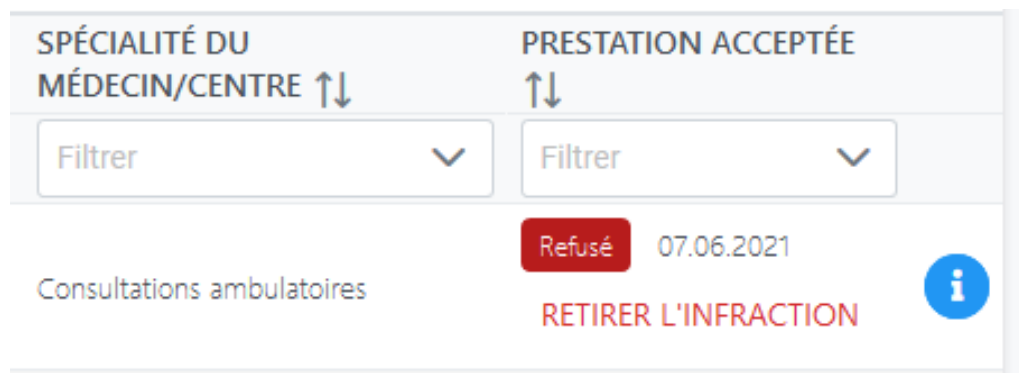 SPÉCIALITÉ DU
MÉDECIN/CENTRE
PRESTATION ACCEPTÉE
Filtrer
Filtrer
Consultations ambulatoires
Refusé 07.06.2021
RETIRER L'INFRACTION
i